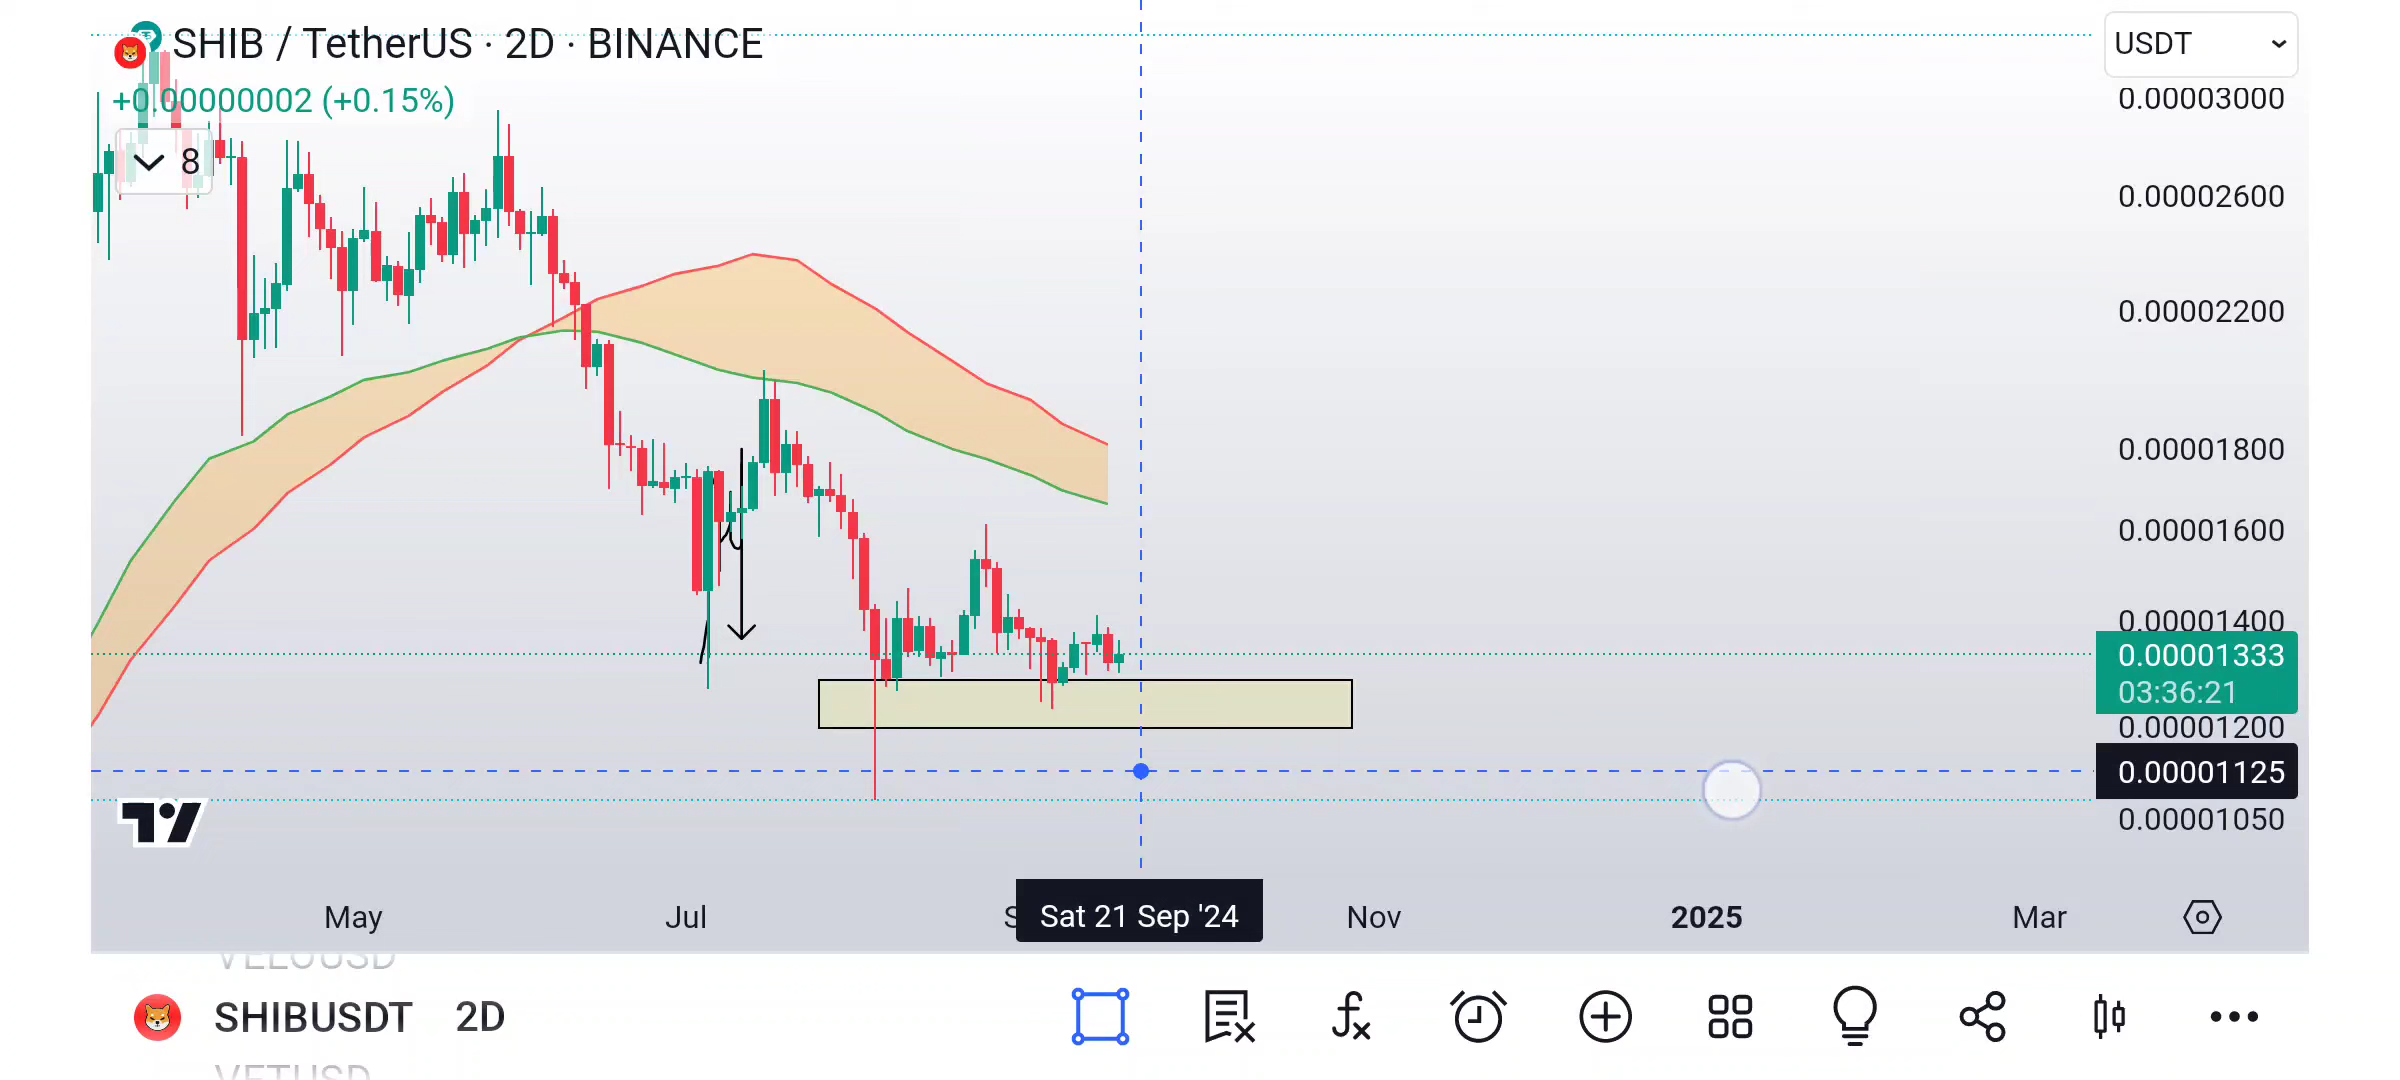 SHIB / TetherUS · 2D · BINANCE
USDT
+0.00000002 (+0.15%)
8
0.00003000
0.00002600
0.00002200
0.00001800
0.00001600
0.00001400
0.00001333
03:36:21
0.00001200
0.00001125
0.00001050
May
Jul
Sat 21 Sep '24
Nov
2025
Mar
VELOUSD
SHIBUSDT 2D
VETUSD